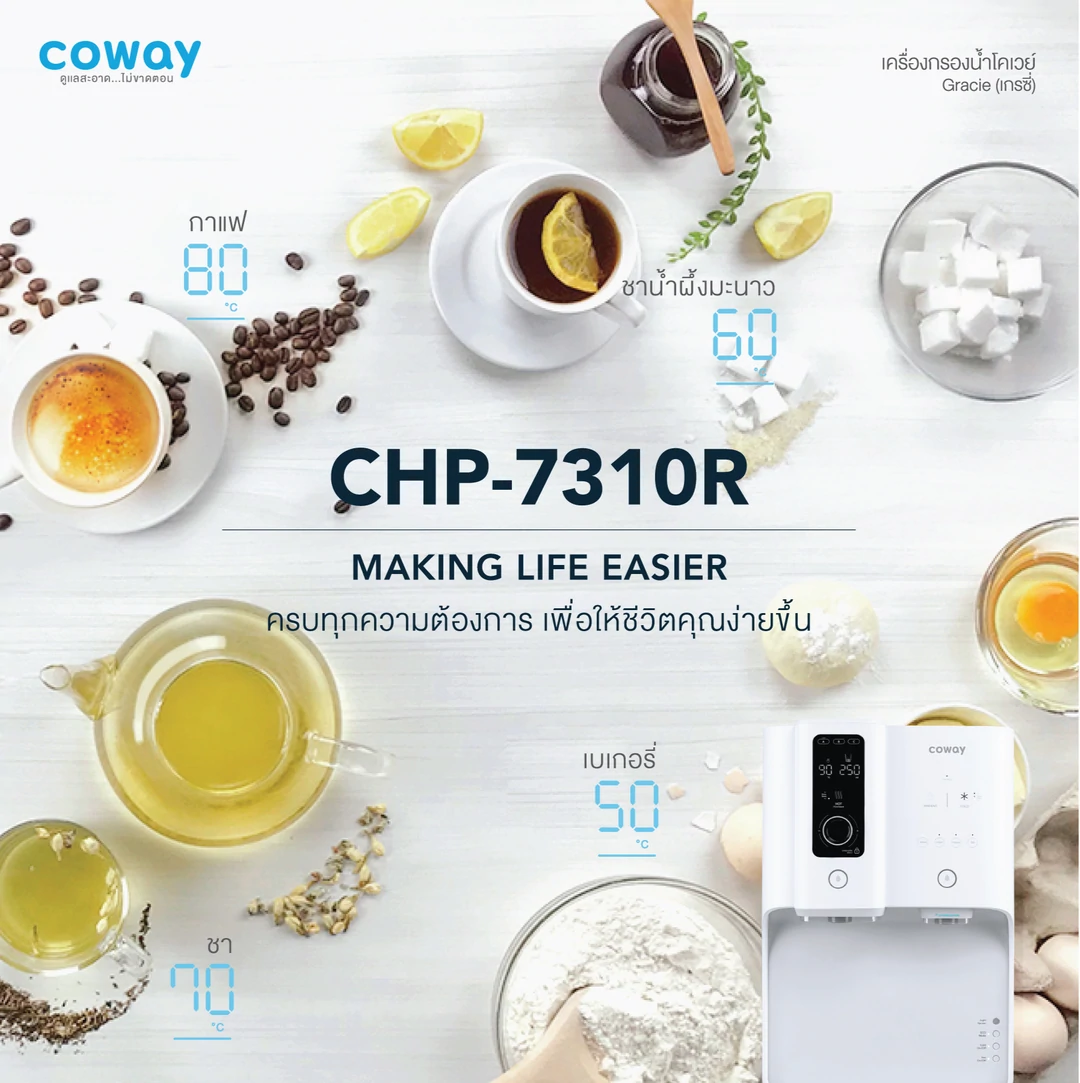 coway
ดูแลสะอาด...ไม่ขาดตอน
เครื่องกรองน้ำโคเวย์
Gracie (เกรซี่)
กาแฟ
80
°C
ชาน้ำผึ้งมะนาว
60
°C
CHP-7310R
MAKING LIFE EASIER
ครบทุกความต้องการ เพื่อให้ชีวิตคุณง่ายขึ้น
เบเกอรี่
50
°C
coway
90 250
ชา
70
°C